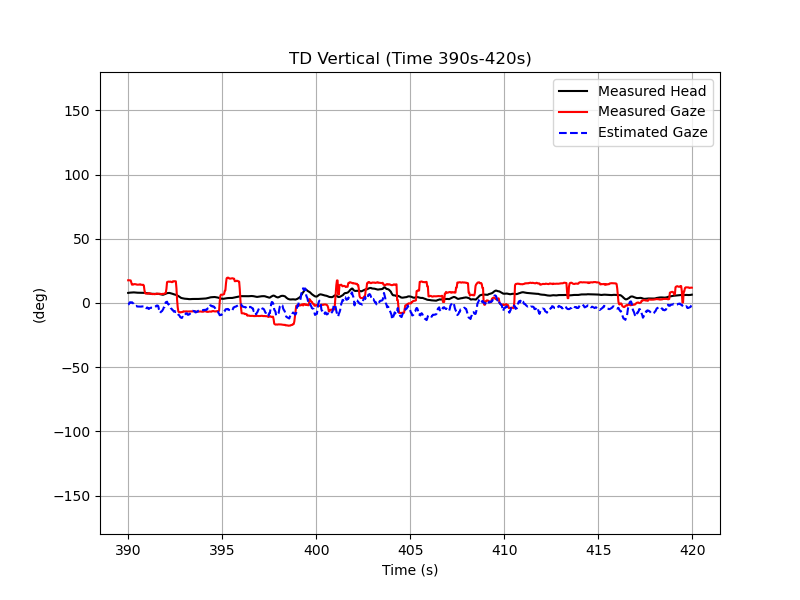 TD Vertical (Time 390s-420s)
Measured Head
Measured Gaze
Estimated Gaze
150
100
50
0
−50
−100
−150
(deg)
390 395 400 405 410 415 420
Time (s)